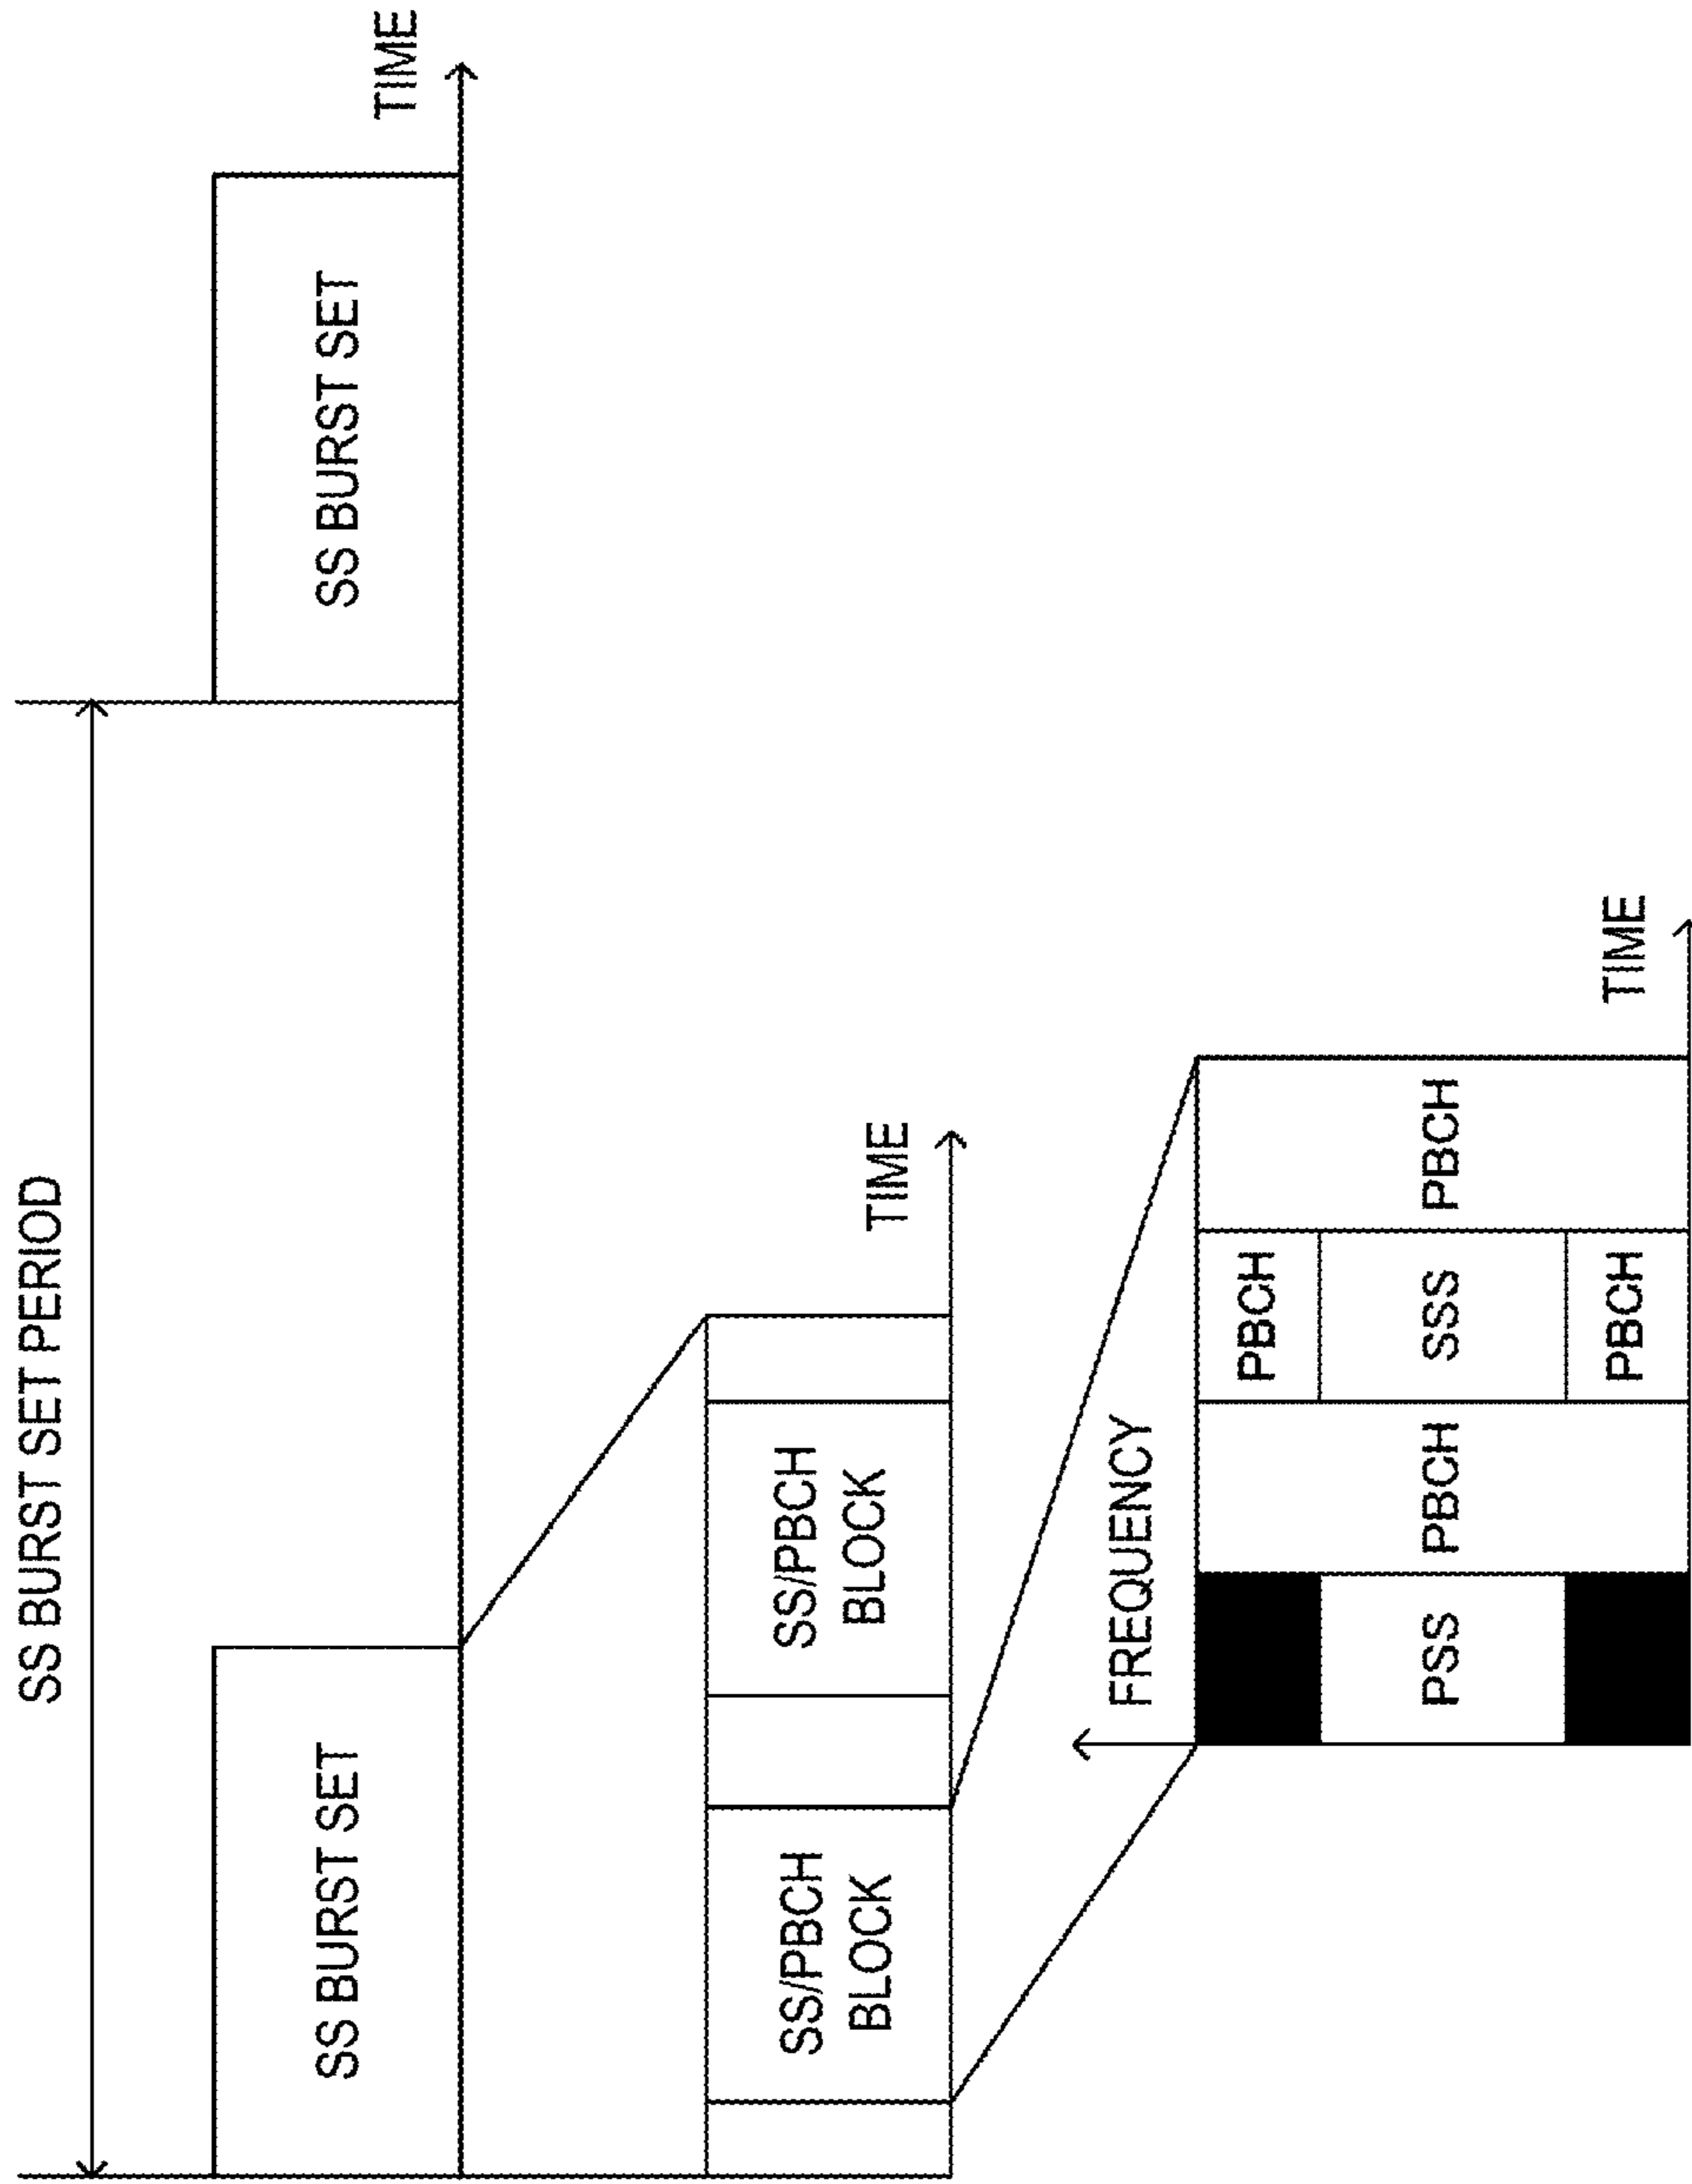 SS BURST SET PERIOD
SS BURST SET
SS BURST SET
TIME
SS/PBCH
BLOCK
SS/PBCH
BLOCK
TIME
FREQUENCY
PSS
PBCH
PBCH
SSS
PBCH
PBCH
TIME